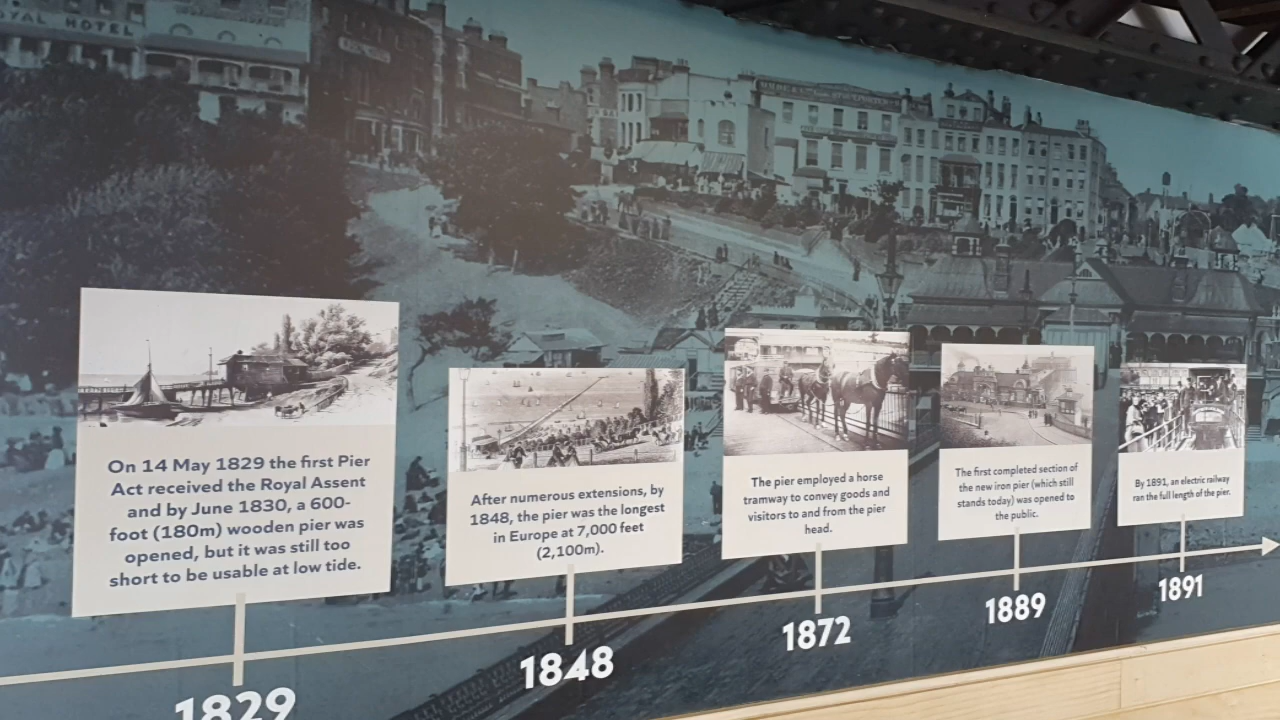 YAL HOTEL
On 14 May 1829 the first Pier
Act received the Royal Assent
and by June 1830, a 600-
foot (180m) wooden pier was
opened, but it was still too
short to be usable at low tide.
1829
After numerous extensions, by
1848, the pier was the longest
in Europe at 7,000 feet
(2,100m).
1848
The pier employed a horse
tramway to convey goods and
visitors to and from the pier
head.
1872
The first completed section of
the new iron pier (which still
stands today) was opened to
the public.
1889
By 1891, an electric railway
ran the full length of the pier.
1891